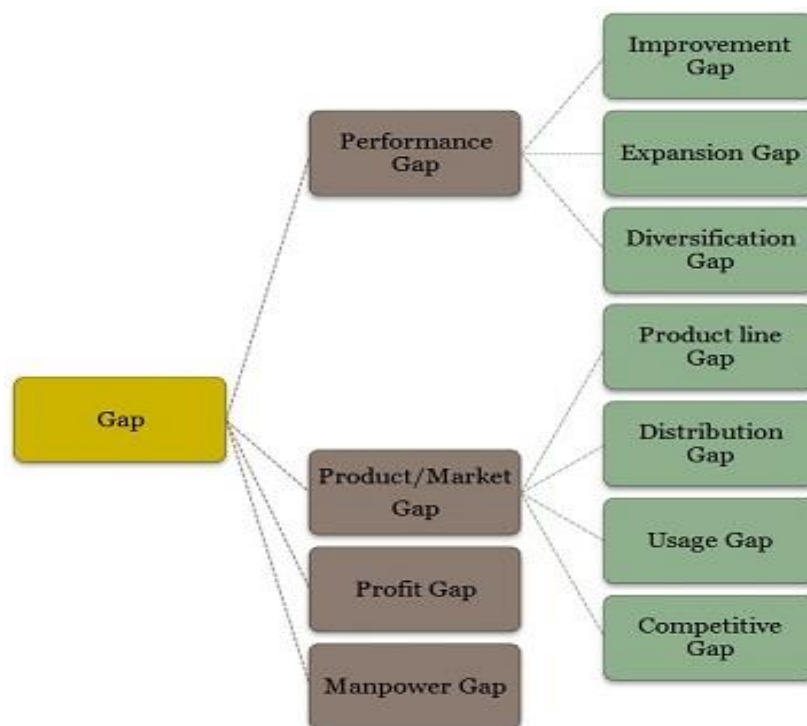 Gap
Performance
Gap
Product/Market
Gap
Profit Gap
Manpower Gap
Improvement
Gap
Expansion Gap
Diversification
Gap
Product line
Gap
Distribution
Gap
Usage Gap
Competitive
Gap